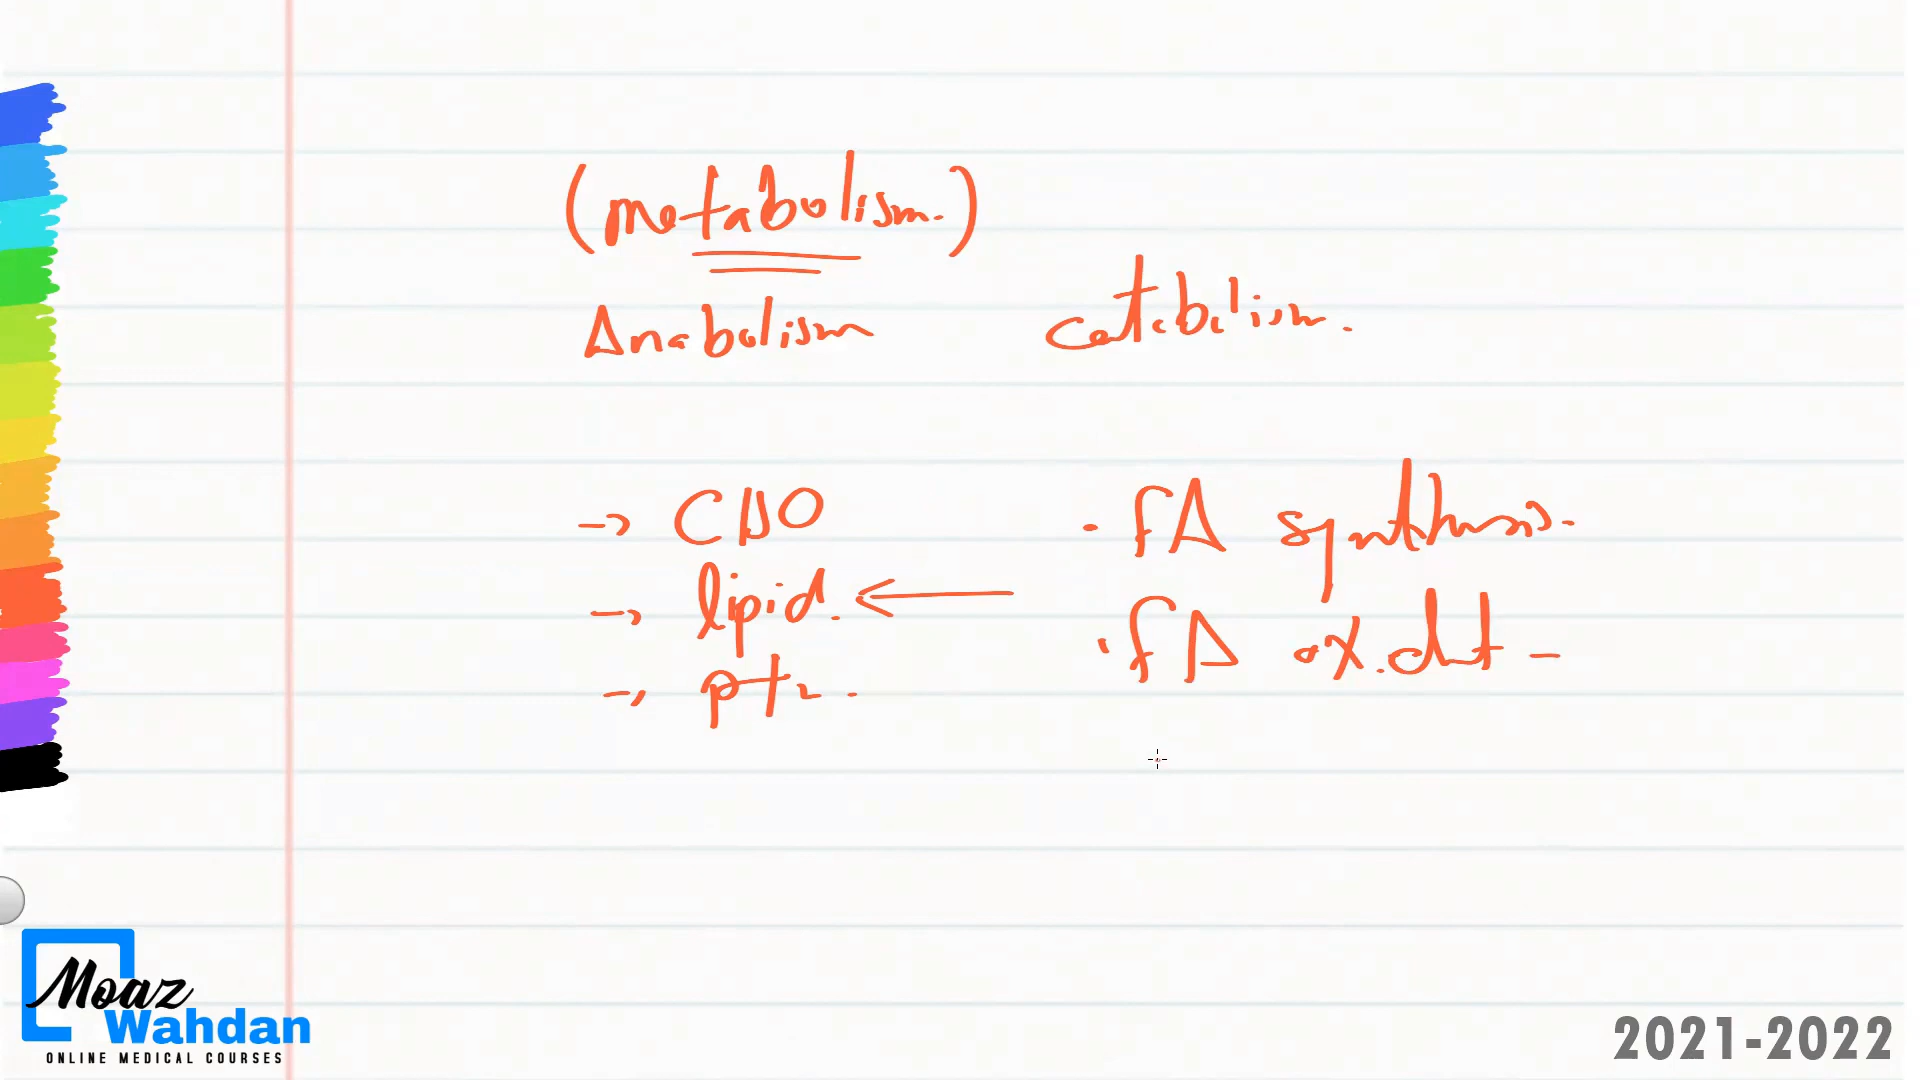 (metabolism.)
Anabolism catabolism.
-> CHO
-> lipid. <—
-> ptn.
. FA synthesis.
. FA oxidat -
Moaz
Wahdan
ONLINE MEDICAL COURSES
2021-2022